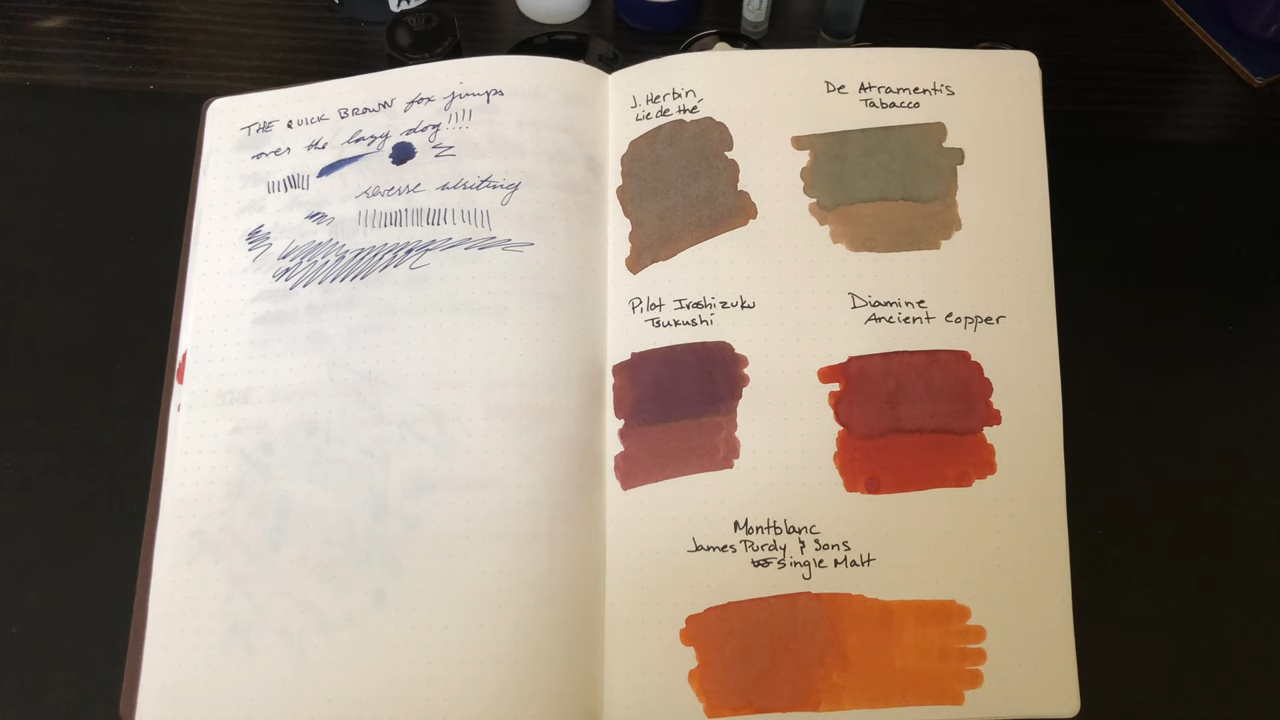 THE QUICK BROWN fox jumps
over the lazy dog!!!!
reverse writing
J. Herbin
Lie de thé
De Atramentis
Tabacco
Pilot Iroshizuku
Tsukushi
Diamine
Ancient Copper
Montblanc
James Purdy & Sons
Single Malt